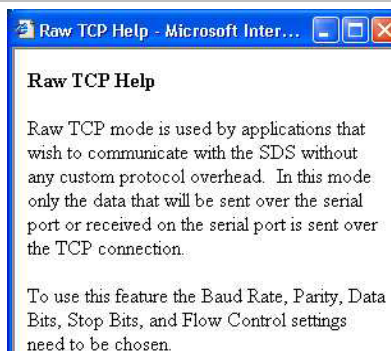 Raw TCP Help - Microsoft Inter...
Raw TCP Help
Raw TCP mode is used by applications that
wish to communicate with the SDS without
any custom protocol overhead. In this mode
only the data that will be sent over the serial
port or received on the serial port is sent over
the TCP connection.
To use this feature the Baud Rate, Parity, Data
Bits, Stop Bits, and Flow Control settings
need to be chosen.